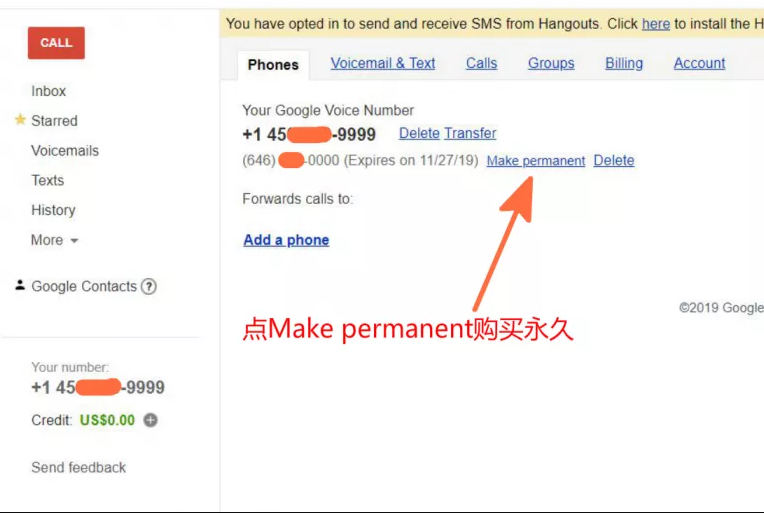 You have opted in to send and receive SMS from Hangouts. Click here to install the H
CALL
Phones Voicemail & Text Calls Groups Billing Account
Inbox
Starred
Voicemails
Texts
History
More
Google Contacts ?
Your Google Voice Number
+1 45 -9999 Delete Transfer
(646) -0000 (Expires on 11/27/19) Make permanent Delete
Forwards calls to:
Add a phone
©2019 Google
点Make permanent购买永久
Your number:
+1 45 -9999
Credit: US$0.00
Send feedback